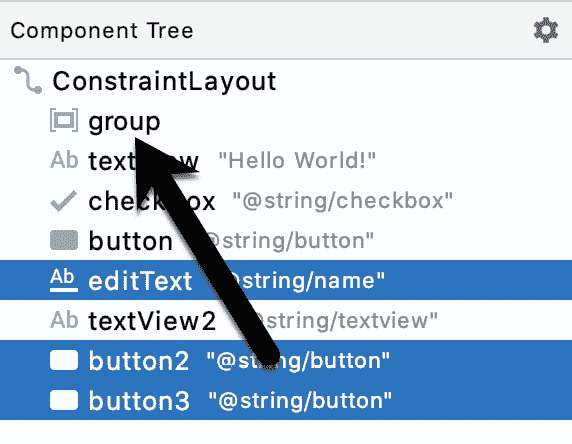 Component Tree
ConstraintLayout
group
Ab textView "Hello World!"
checkbox "@string/checkbox"
button "@string/button"
Ab editText "@string/name"
Ab textView2 "@string/textview"
button2 "@string/button"
button3 "@string/button"